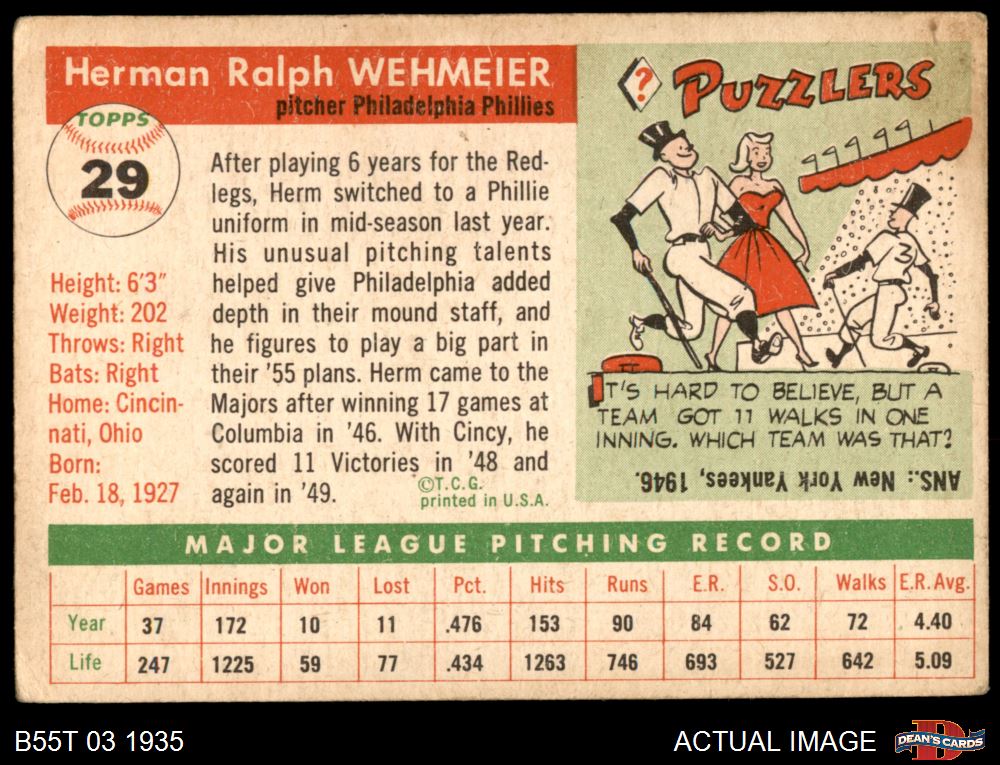 Herman Ralph WEHMEIER
pitcher Philadelphia Phillies
TOPPS
29
Height: 6'3"
Weight: 202
Throws: Right
Bats: Right
Home: Cincin-
nati, Ohio
Born:
Feb. 18, 1927
After playing 6 years for the Red-
legs, Herm switched to a Phillie
uniform in mid-season last year.
His unusual pitching talents
helped give Philadelphia added
depth in their mound staff, and
he figures to play a big part in
their '55 plans. Herm came to the
Majors after winning 17 games at
Columbia in '46. With Cincy, he
scored 11 Victories in '48 and
again in '49.
©T.C.G.
printed in U.S.A.
? PUZZLERS
3
IT'S HARD TO BELIEVE, BUT A
TEAM GOT 11 WALKS IN ONE
INNING. WHICH TEAM WAS THAT?
ANS.: New York Yankees, 1946.
MAJOR LEAGUE PITCHING RECORD
Games Innings Won Lost Pct. Hits Runs E.R. S.O. Walks E.R. Avg.
Year 37 172 10 11 .476 153 90 84 62 72 4.40
Life 247 1225 59 77 .434 1263 746 693 527 642 5.09
B55T 03 1935
ACTUAL IMAGE
DEAN'S CARDS